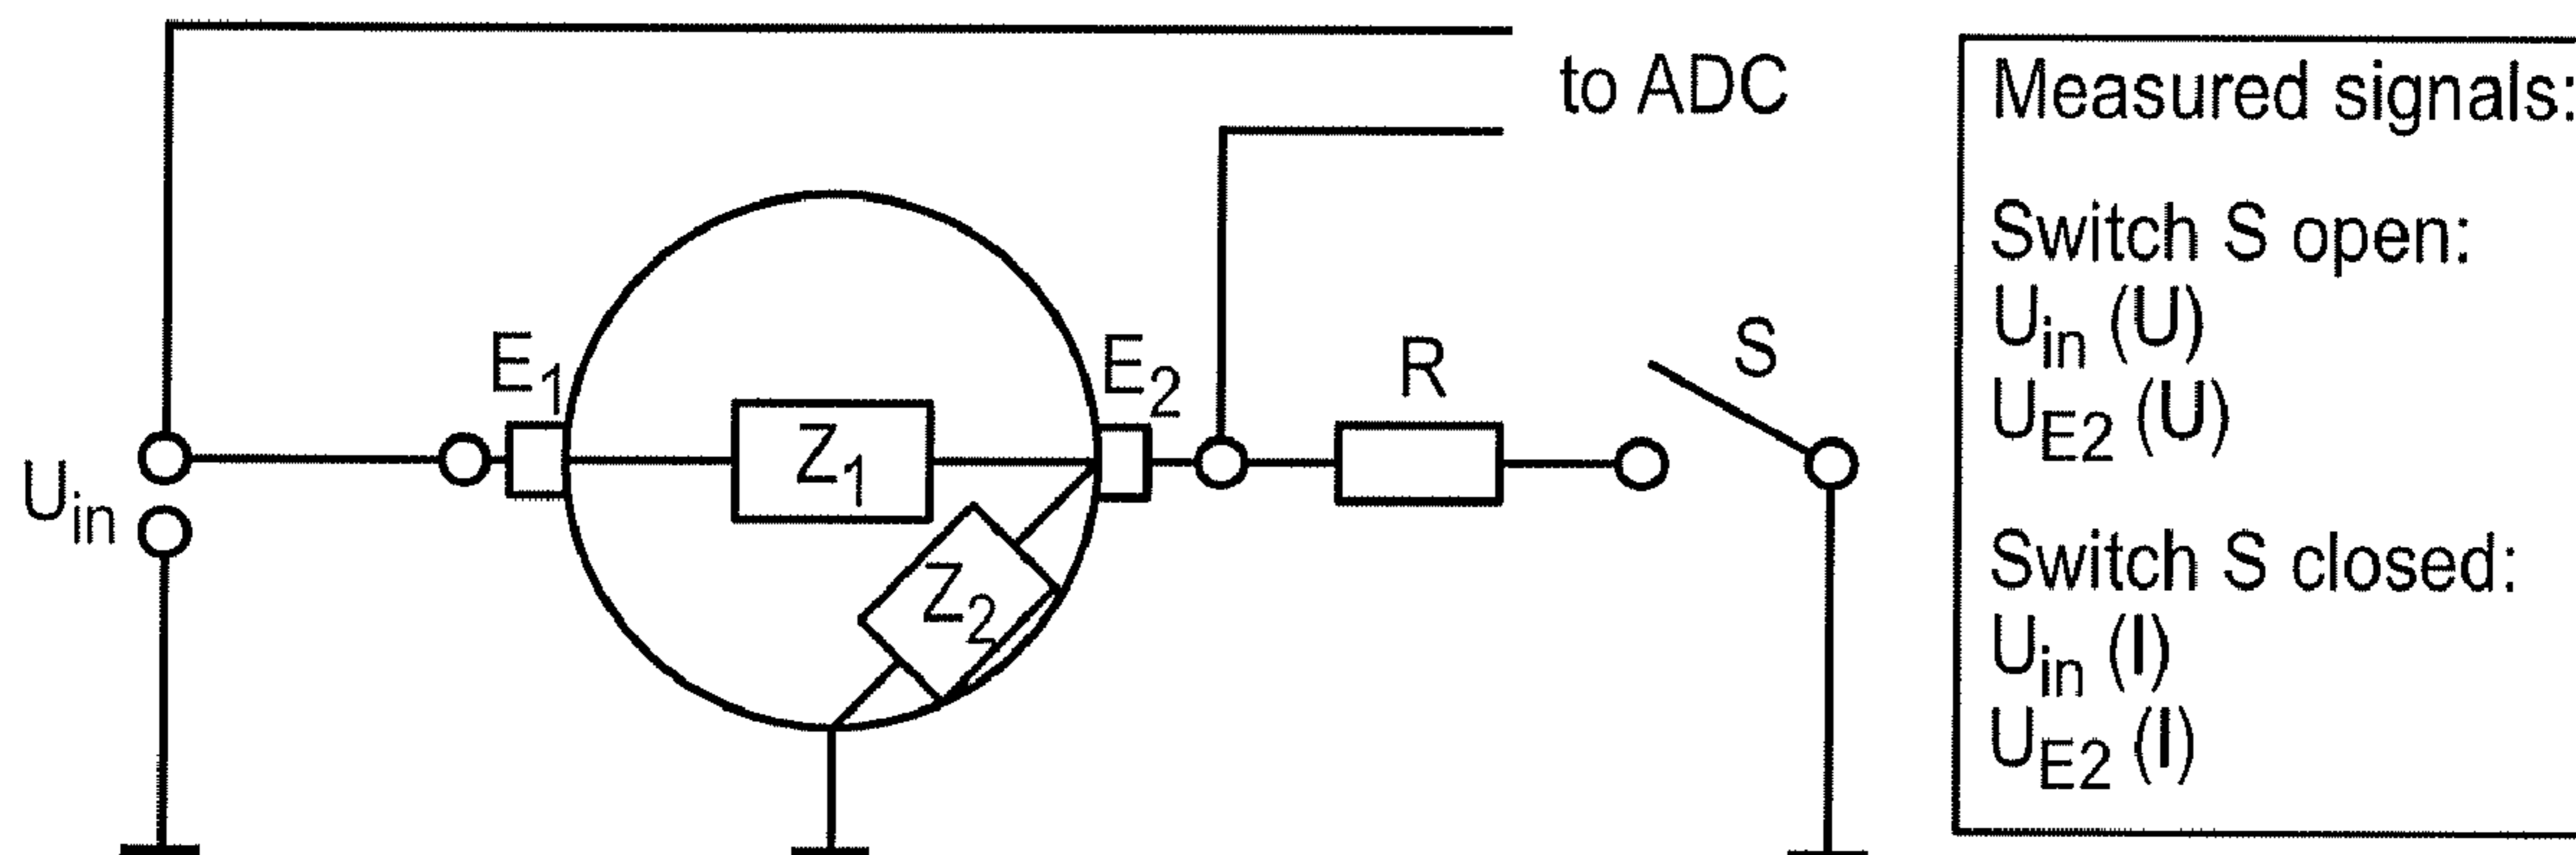 to ADC
E1
E2
R
S
Uin
Z1
Z2
Measured signals:
Switch S open:
Uin (U)
UE2 (U)
Switch S closed:
Uin (I)
UE2 (I)